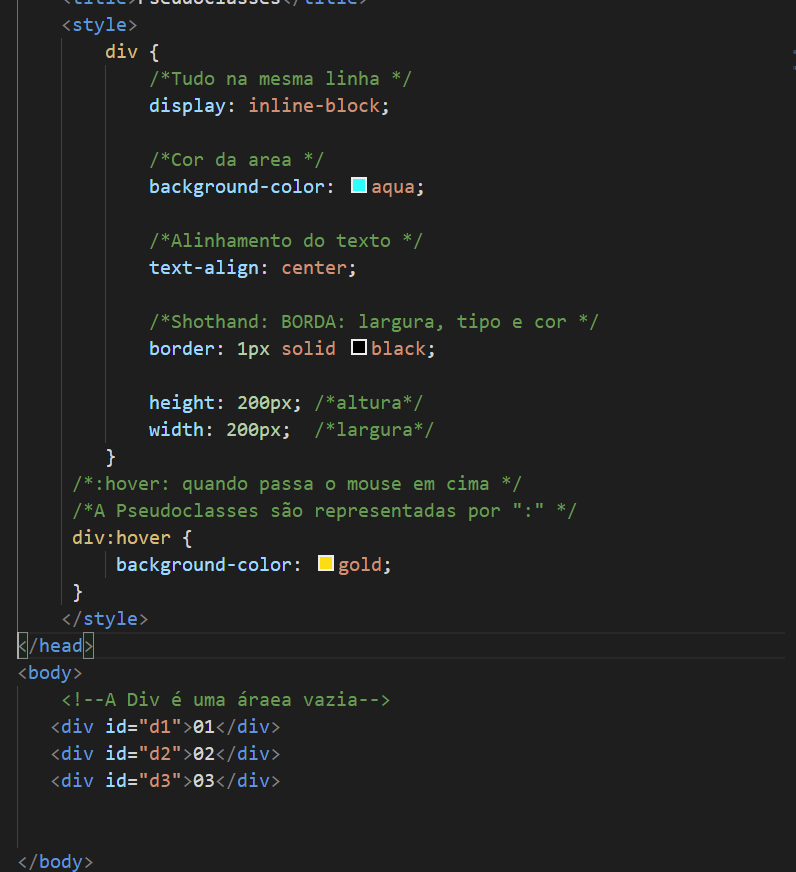 <title>Pseudoclasses</title>
<style>
div {
/*Tudo na mesma linha */
display: inline-block;
/*Cor da area */
background-color: aqua;
/*Alinhamento do texto */
text-align: center;
/*Shothand: BORDA: largura, tipo e cor */
border: 1px solid black;
height: 200px; /*altura*/
width: 200px;  /*largura*/
}
/*:hover: quando passa o mouse em cima */
/*A Pseudoclasses são representadas por ":" */
div:hover {
background-color: gold;
}
</style>
</head>
<body>
<!--A Div é uma áraea vazia-->
<div id="d1">01</div>
<div id="d2">02</div>
<div id="d3">03</div>
</body>